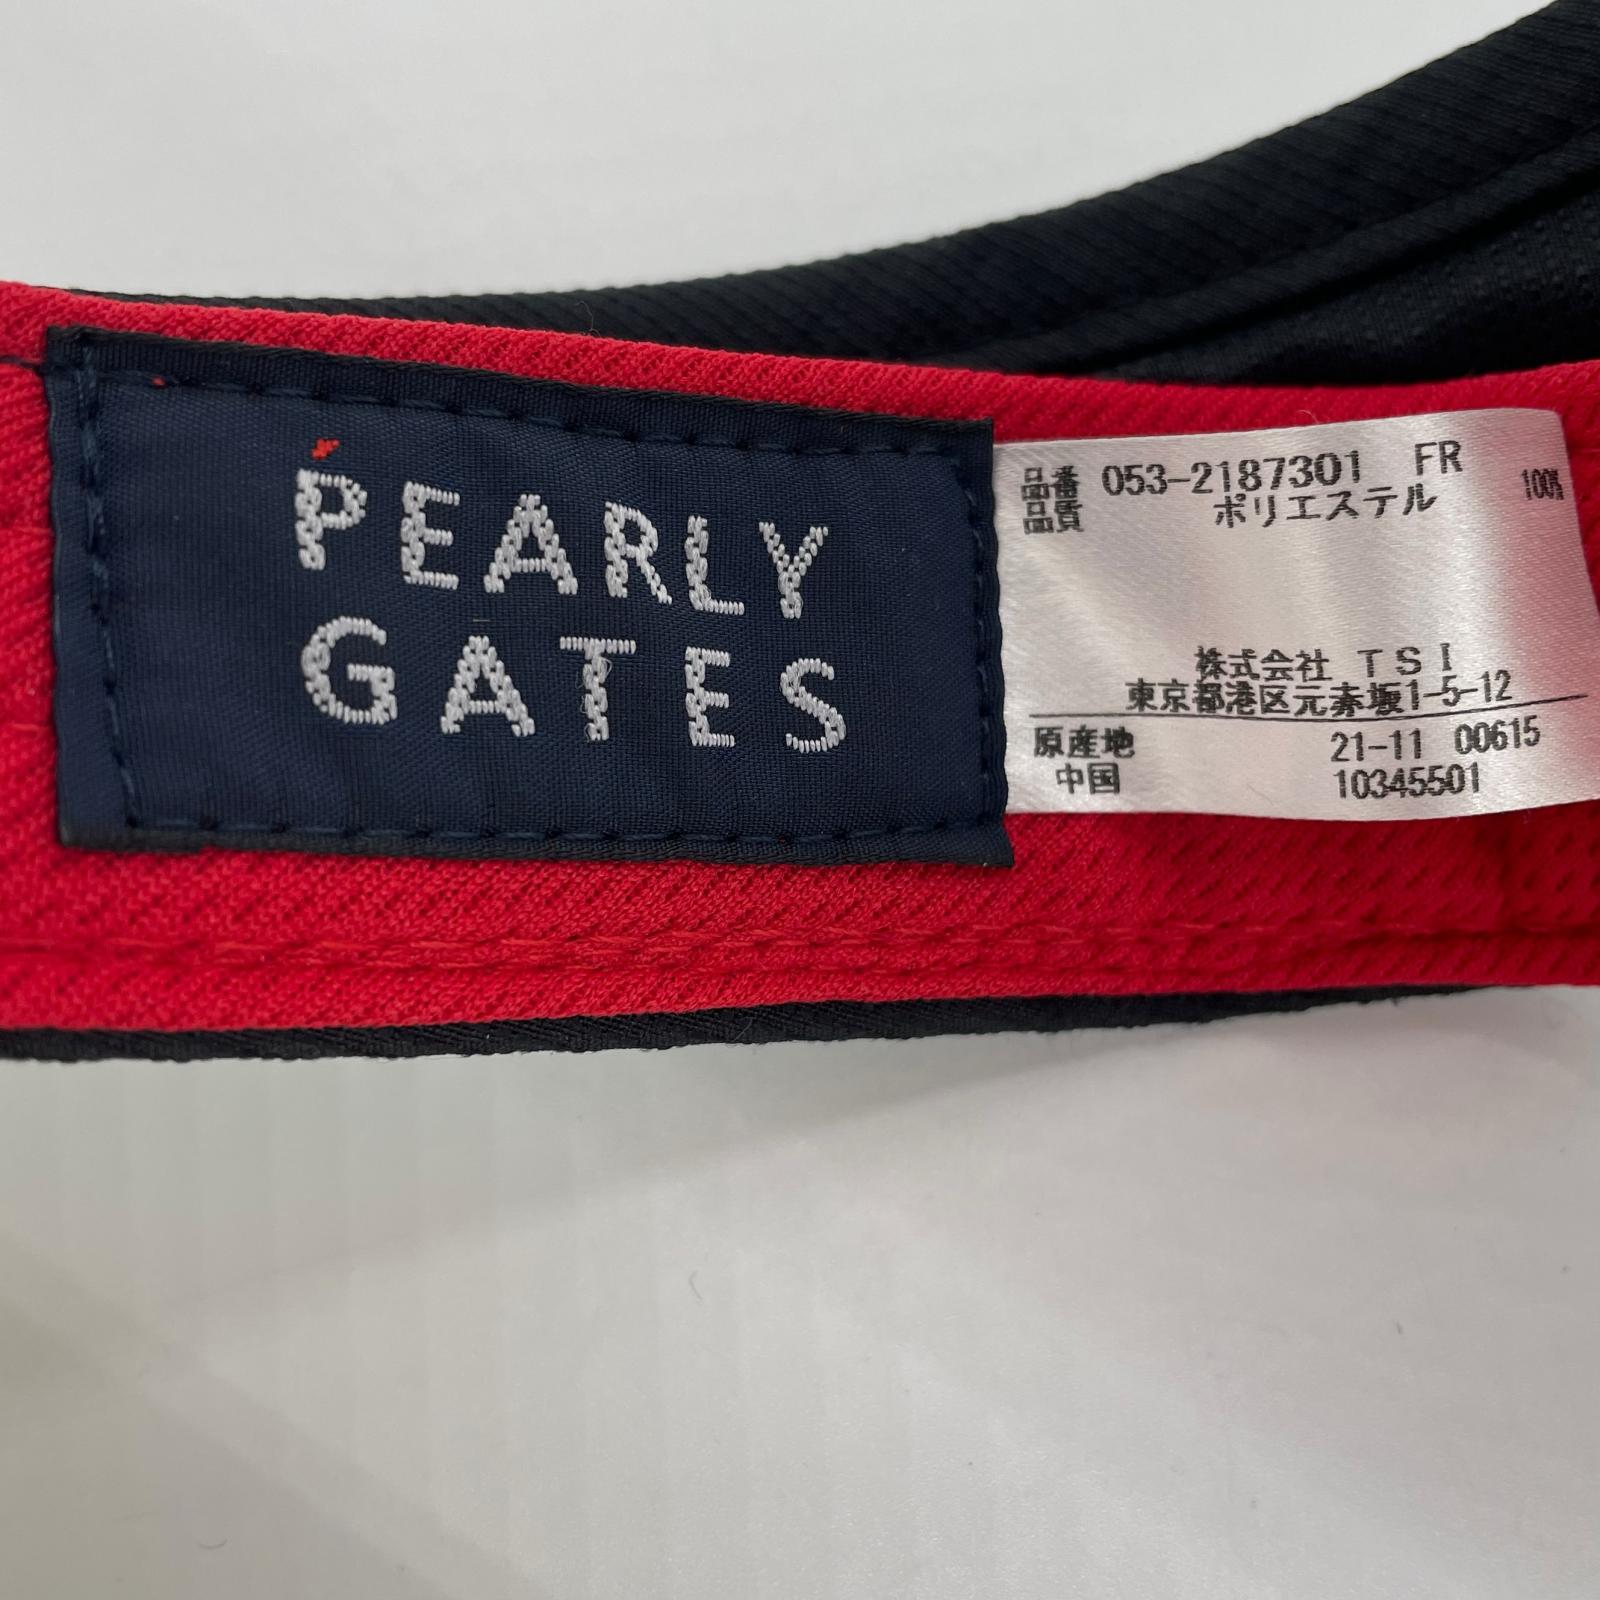 PEARLY
GATES
品番 053-2187301 FR
品質 ポリエステル 100%
株式会社 TSI
東京都港区元赤坂1-5-12
原産地 21-11 00615
中国 10345501